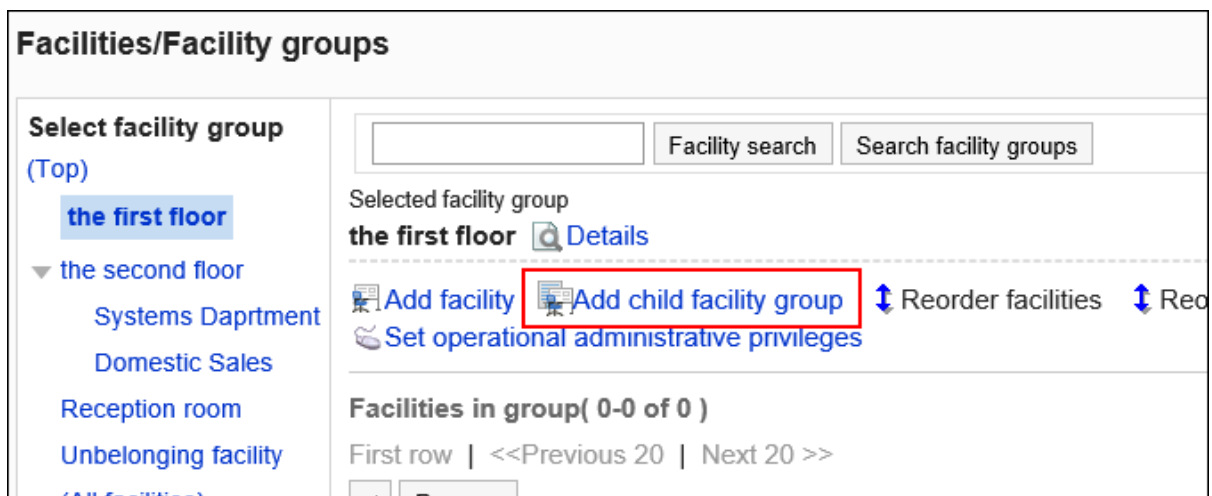 Facilities/Facility groups
Select facility group
(Top)
the first floor
the second floor
Systems Daprtment
Domestic Sales
Reception room
Unbelonging facility
Facility search
Search facility groups
Selected facility group
the first floor Details
Add facility Add child facility group Reorder facilities Reo
Set operational administrative privileges
Facilities in group( 0-0 of 0 )
First row | <<Previous 20 | Next 20 >>